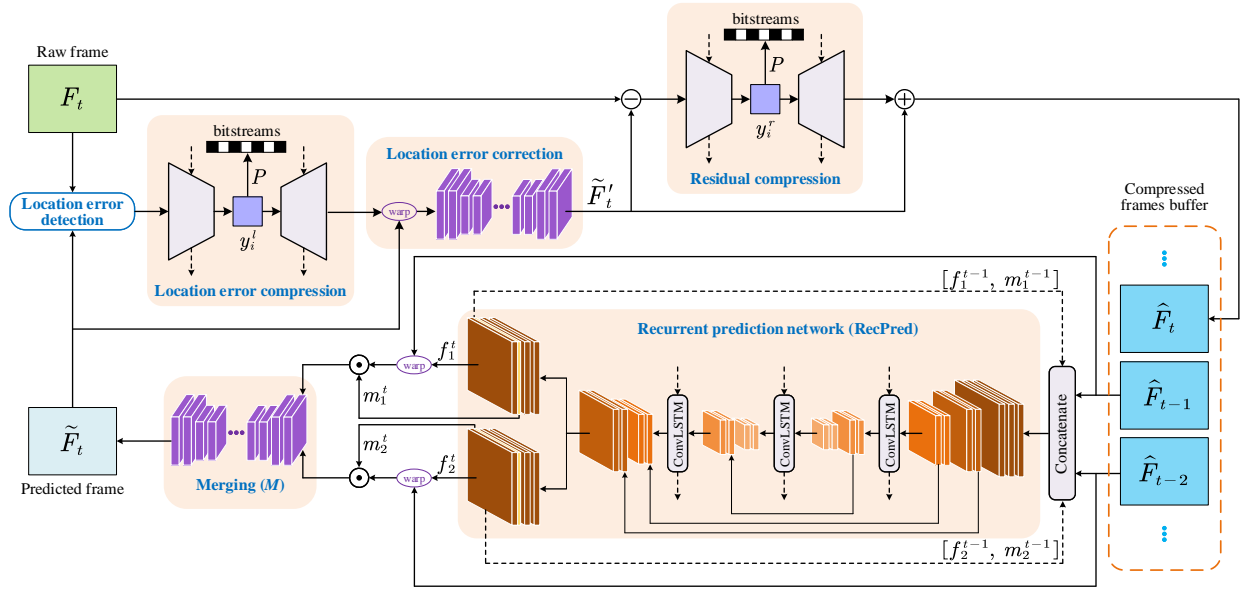 Raw frame
F_t
bitstreams
P
y_i^r
Residual compression
bitstreams
P
y_i^l
Location error compression
Location error correction
warp
F̃′_t
Location error
detection
Compressed
frames buffer
F̂_t
F̂_{t−1}
F̂_{t−2}
[f_1^{t−1}, m_1^{t−1}]
Recurrent prediction network (RecPred)
warp
f_1^t
m_1^t
m_2^t
warp
f_2^t
ConvLSTM
ConvLSTM
ConvLSTM
Concatenate
[f_2^{t−1}, m_2^{t−1}]
F̃_t
Predicted frame
Merging (M)